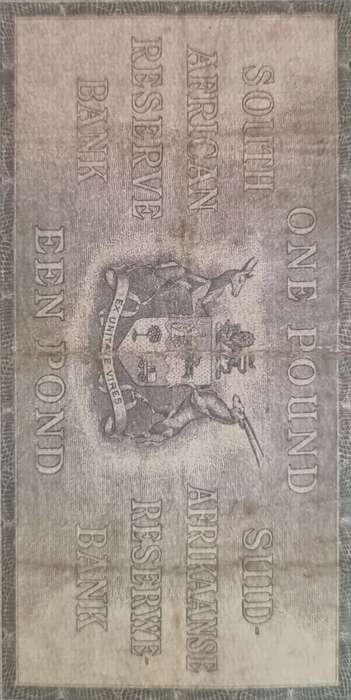 SOUTH
AFRICAN
RESERVE
BANK
ONE POUND
EX UNITATE VIRES
EEN POND
SUID-
AFRIKAANSE
RESERWE-
BANK